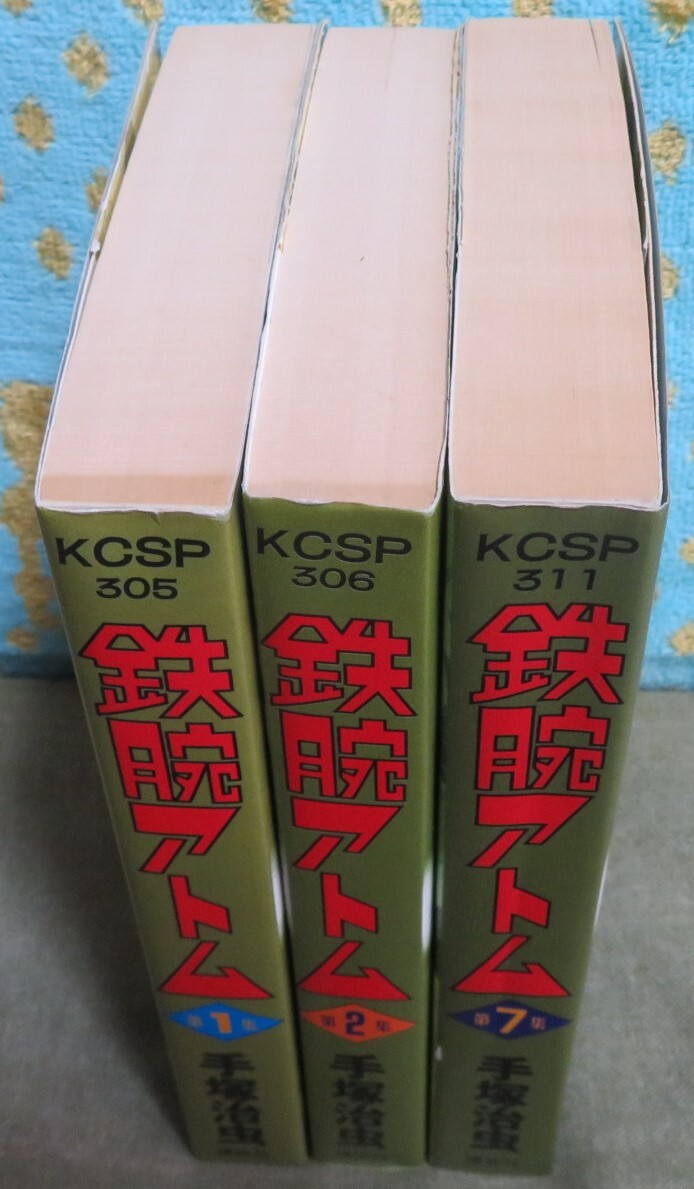 KCSP
305
鉄腕アトム
第1集
手塚治虫
KCSP
306
鉄腕アトム
第2集
手塚治虫
KCSP
311
鉄腕アトム
第7集
手塚治虫